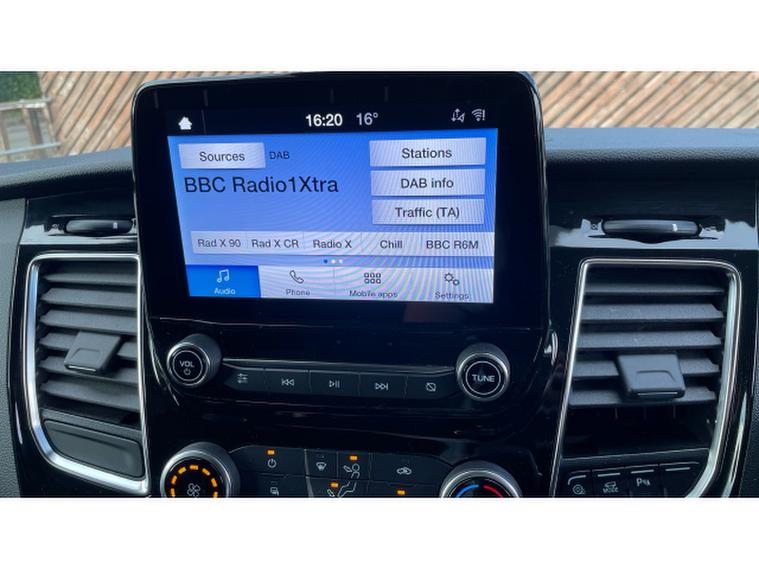 16:20 16°
Sources DAB Stations
BBC Radio1Xtra DAB info
Traffic (TA)
Rad X 90 Rad X CR Radio X Chill BBC R6M
Audio Phone Mobile apps Settings
VOL TUNE
MODE P